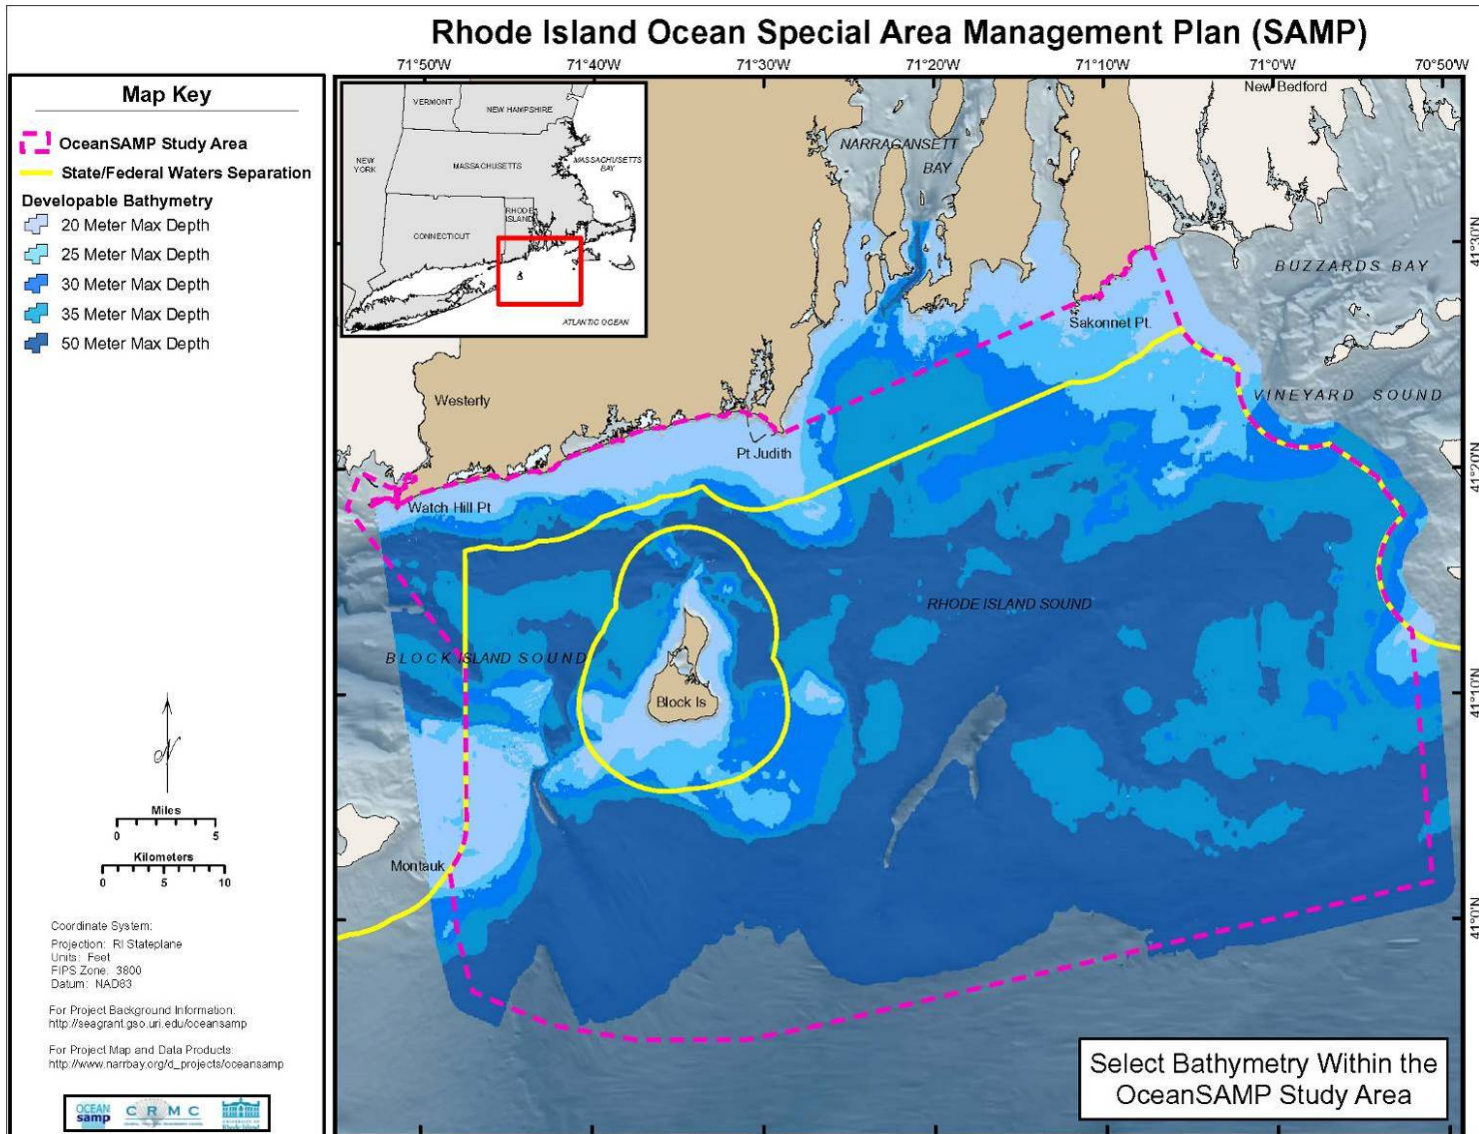 Rhode Island Ocean Special Area Management Plan (SAMP)
Map Key
OceanSAMP Study Area
State/Federal Waters Separation
Developable Bathymetry
20 Meter Max Depth
25 Meter Max Depth
30 Meter Max Depth
35 Meter Max Depth
50 Meter Max Depth
Miles
0 5
Kilometers
0 5 10
Coordinate System:
Projection: RI Stateplane
Units: Feet
FIPS Zone: 3800
Datum: NAD83
For Project Background Information:
http://seagrant.gso.uri.edu/oceansamp
For Project Map and Data Products:
http://www.narrbay.org/d_projects/oceansamp
OCEAN
samp
C R M C
71°50'W 71°40'W 71°30'W 71°20'W 71°10'W 71°0'W 70°50'W
VERMONT
NEW HAMPSHIRE
NEW
YORK
MASSACHUSETTS
MASSACHUSETTS
BAY
RHODE
ISLAND
CONNECTICUT
ATLANTIC OCEAN
New Bedford
NARRAGANSETT
BAY
BUZZARDS BAY
Sakonnet Pt.
VINEYARD SOUND
Westerly
Pt Judith
Watch Hill Pt
RHODE ISLAND SOUND
BLOCK ISLAND SOUND
Block Is
Montauk
41°30'N
41°20'N
41°10'N
41°0'N
Select Bathymetry Within the
OceanSAMP Study Area